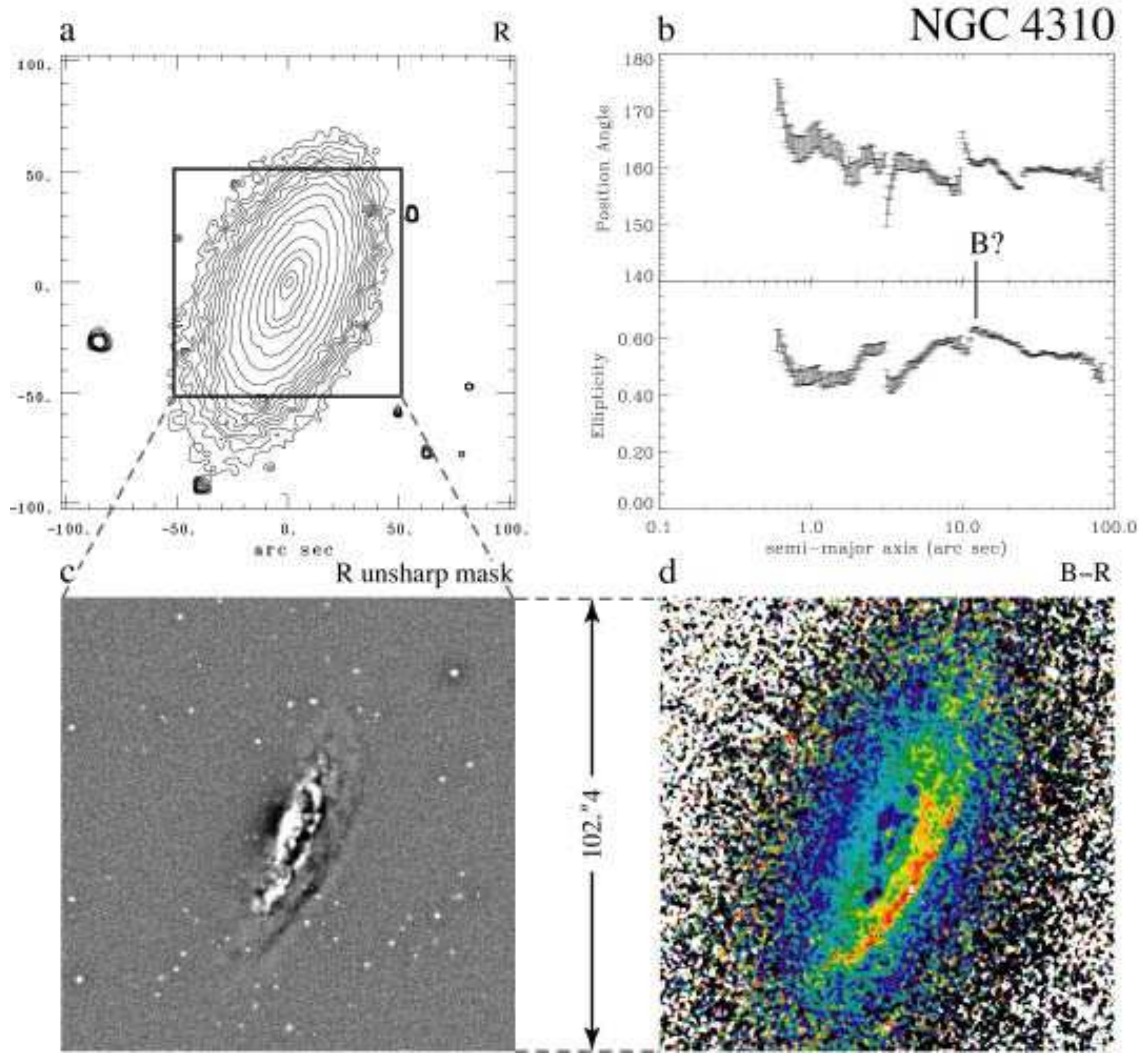 a
R
b
NGC 4310
100.
50.
0.
-50.
-100.
-100.
-50.
0.
50.
100.
arc sec
180
170
160
150
140
Position Angle
B?
0.60
0.40
0.20
0.00
Ellipticity
0.1
1.0
10.0
100.0
semi-major axis (arc sec)
c
R unsharp mask
d
B-R
102."4